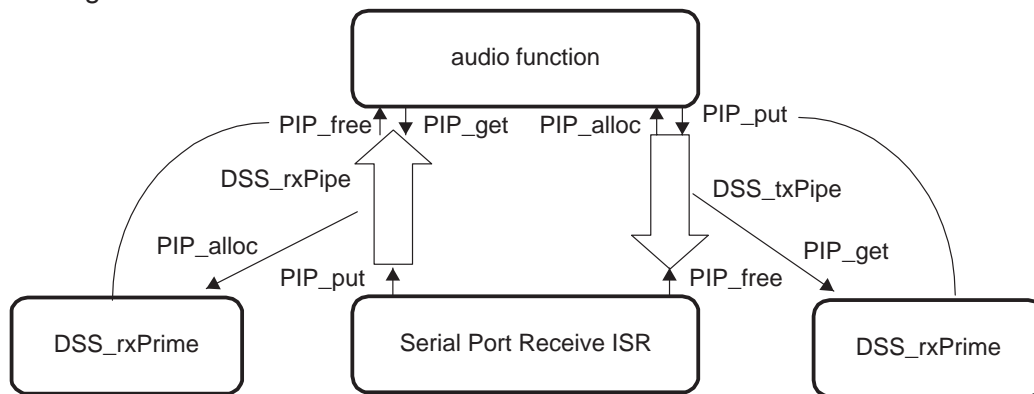 audio function
PIP_free
PIP_get
PIP_alloc
PIP_put
DSS_rxPipe
DSS_txPipe
PIP_alloc
PIP_get
PIP_put
PIP_free
DSS_rxPrime
Serial Port Receive ISR
DSS_rxPrime